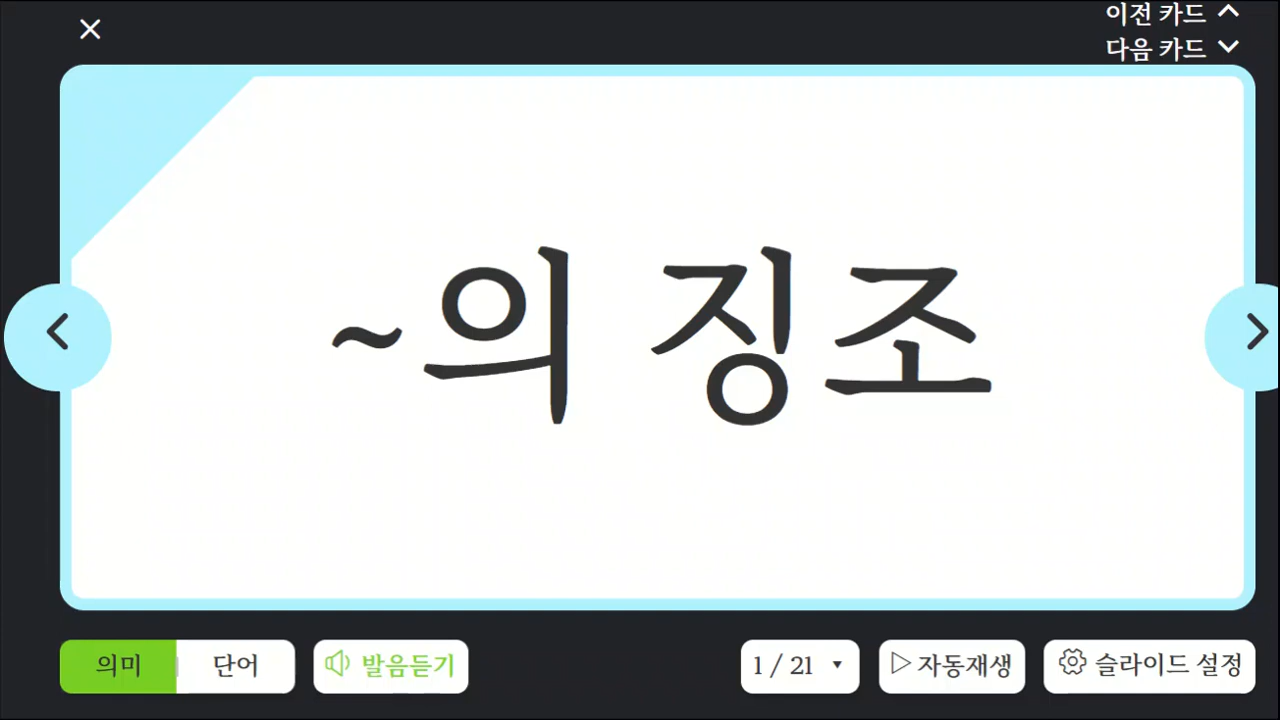 이전 카드
다음 카드
~의 징조
의미 단어 발음듣기 1 / 21 자동재생 슬라이드 설정